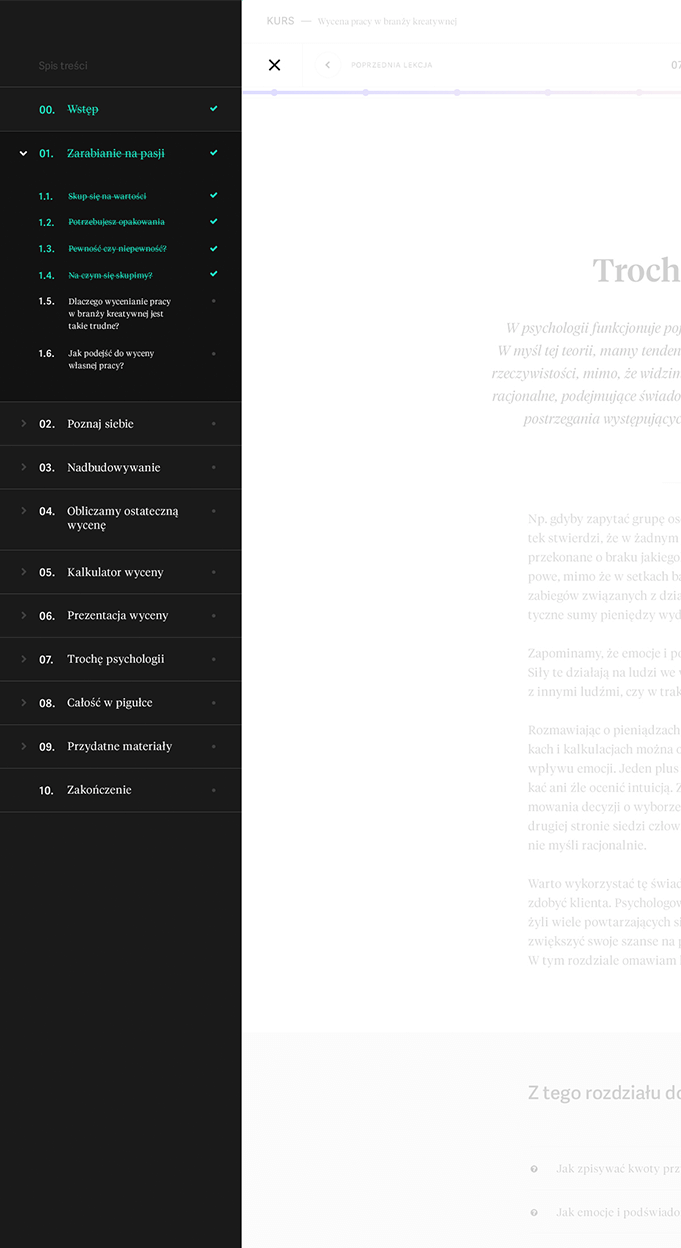 Spis treści
00. Wstęp
01. Zarabianie na pasji
1.1. Skup się na wartości
1.2. Potrzebujesz opakowania
1.3. Pewność czy niepewność?
1.4. Na czym się skupimy?
1.5. Dlaczego wycenianie pracy
w branży kreatywnej jest
takie trudne?
1.6. Jak podejść do wyceny
własnej pracy?
02. Poznaj siebie
03. Nadbudowywanie
04. Obliczamy ostateczną
wycenę
05. Kalkulator wyceny
06. Prezentacja wyceny
07. Trochę psychologii
08. Całość w pigułce
09. Przydatne materiały
10. Zakończenie
KURS — Wycena pracy w branży kreatywnej
POPRZEDNIA LEKCJA
07
Troch
W psychologii funkcjonuje poj
W myśl tej teorii, mamy tenden
rzeczywistości, mimo, że widzim
racjonalne, podejmujące świado
postrzegania występując
Np. gdyby zapytać grupę os
tek stwierdzi, że w żadnym
przekonane o braku jakiego
powe, mimo że w setkach ba
zabiegów związanych z dzia
tyczne sumy pieniędzy wyd
Zapominamy, że emocje i po
Siły te działają na ludzi we
z innymi ludźmi, czy w trak
Rozmawiając o pieniądzach
kach i kalkulacjach można o
wpływu emocji. Jeden plus
kać ani źle ocenić intuicją. Z
mowania decyzji o wyborze
drugiej stronie siedzi człow
nie myśli racjonalnie.
Warto wykorzystać tę świad
zdobyć klienta. Psychologow
żyli wiele powtarzających si
zwiększyć swoje szanse na p
W tym rozdziale omawiam
Z tego rozdziału do
Jak zpisywać kwoty prz
Jak emocje i podświado